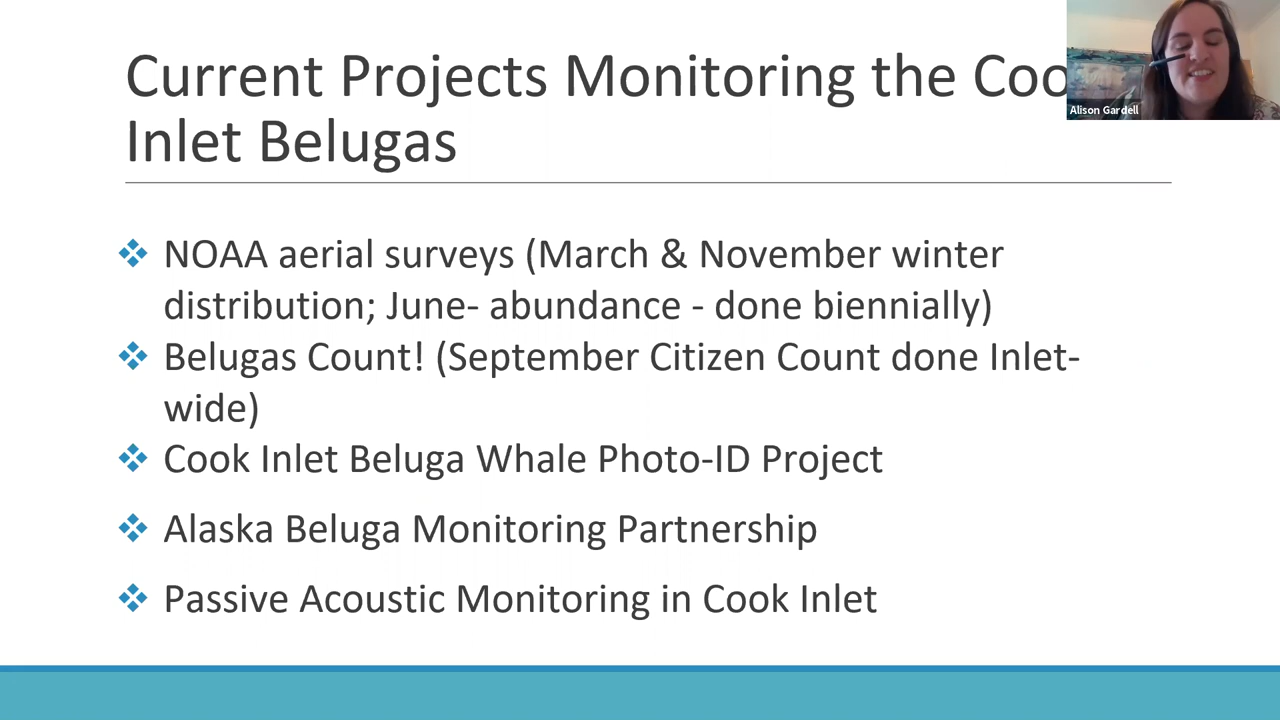 Current Projects Monitoring the Coo
Inlet Belugas
Alison Gardell
❖ NOAA aerial surveys (March & November winter
distribution; June- abundance - done biennially)
❖ Belugas Count! (September Citizen Count done Inlet-
wide)
❖ Cook Inlet Beluga Whale Photo-ID Project
❖ Alaska Beluga Monitoring Partnership
❖ Passive Acoustic Monitoring in Cook Inlet